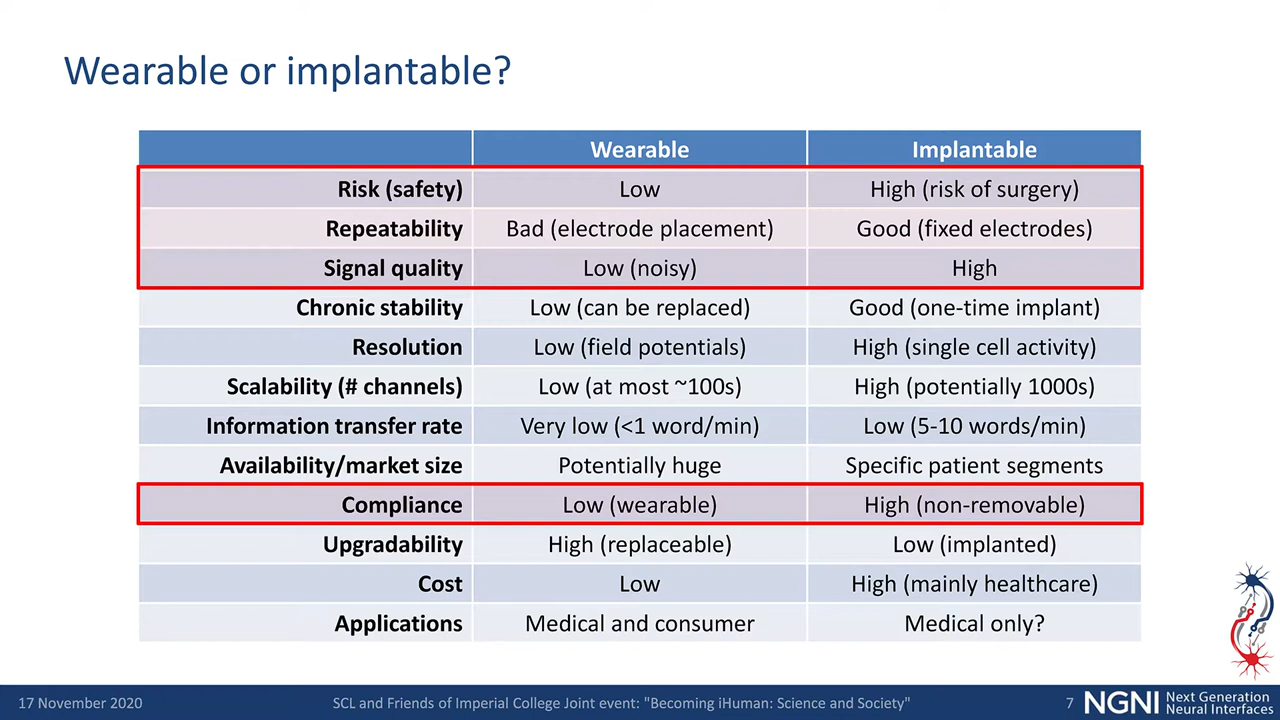 Wearable or implantable?
Wearable Implantable
Risk (safety) Low High (risk of surgery)
Repeatability Bad (electrode placement) Good (fixed electrodes)
Signal quality Low (noisy) High
Chronic stability Low (can be replaced) Good (one-time implant)
Resolution Low (field potentials) High (single cell activity)
Scalability (# channels) Low (at most ~100s) High (potentially 1000s)
Information transfer rate Very low (<1 word/min) Low (5-10 words/min)
Availability/market size Potentially huge Specific patient segments
Compliance Low (wearable) High (non-removable)
Upgradability High (replaceable) Low (implanted)
Cost Low High (mainly healthcare)
Applications Medical and consumer Medical only?
17 November 2020 SCL and Friends of Imperial College Joint event: "Becoming iHuman: Science and Society" 7
NGNI Next Generation
Neural Interfaces